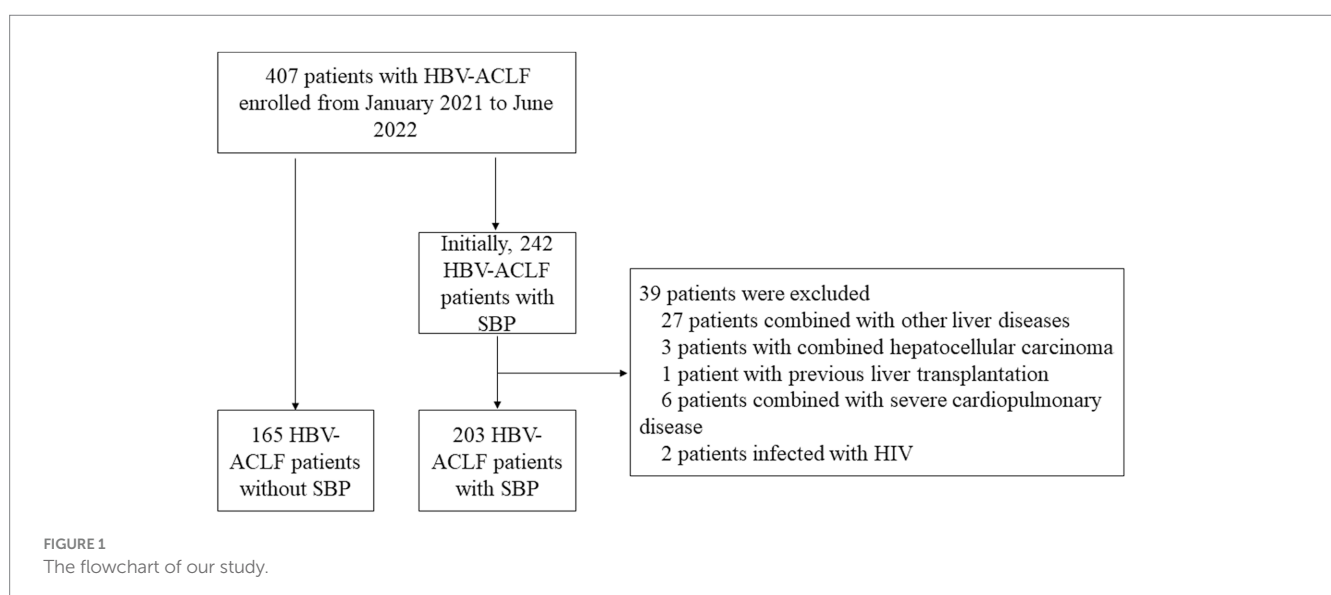 407 patients with HBV-ACLF
enrolled from January 2021 to June
2022
Initially, 242
HBV-ACLF
patients with
SBP
39 patients were excluded
27 patients combined with other liver diseases
3 patients with combined hepatocellular carcinoma
1 patient with previous liver transplantation
6 patients combined with severe cardiopulmonary
disease
2 patients infected with HIV
165 HBV-
ACLF patients
without SBP
203 HBV-
ACLF patients
with SBP
FIGURE 1
The flowchart of our study.